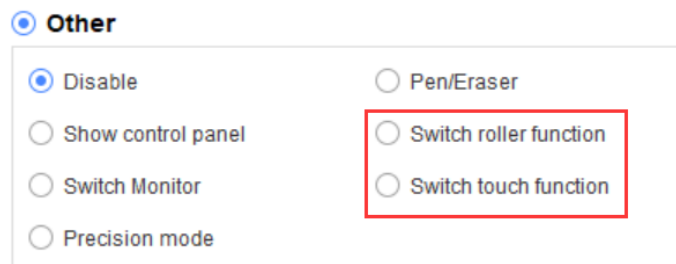 Other
Disable
Pen/Eraser
Show control panel
Switch roller function
Switch Monitor
Switch touch function
Precision mode